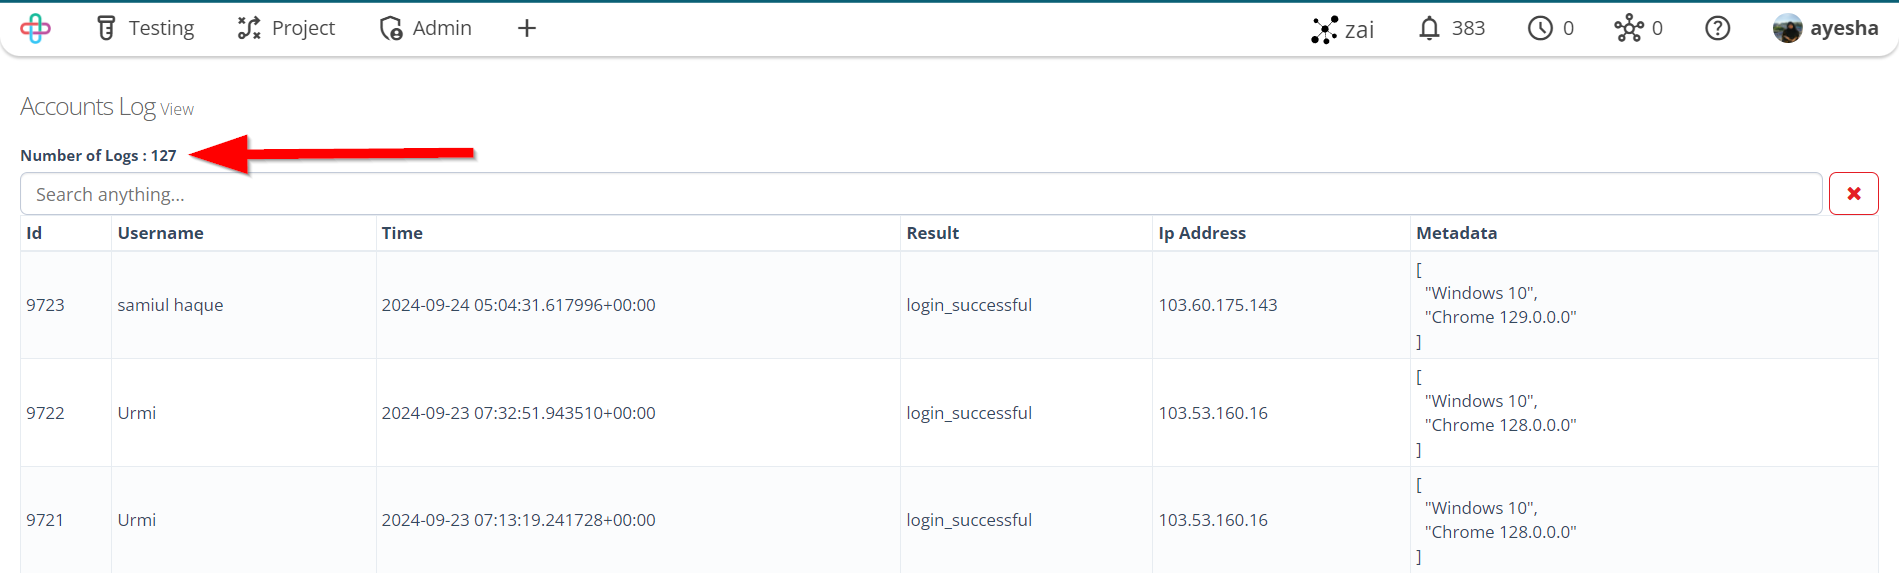 Testing Project Admin + zai 383 0 0 ayesha
Accounts Log View
Number of Logs : 127
Search anything...
Id Username Time Result Ip Address Metadata
[
9723 samiul haque 2024-09-24 05:04:31.617996+00:00 login_successful 103.60.175.143 "Windows 10",
"Chrome 129.0.0.0"
]
[
9722 Urmi 2024-09-23 07:32:51.943510+00:00 login_successful 103.53.160.16 "Windows 10",
"Chrome 128.0.0.0"
]
[
9721 Urmi 2024-09-23 07:13:19.241728+00:00 login_successful 103.53.160.16 "Windows 10",
"Chrome 128.0.0.0"
]